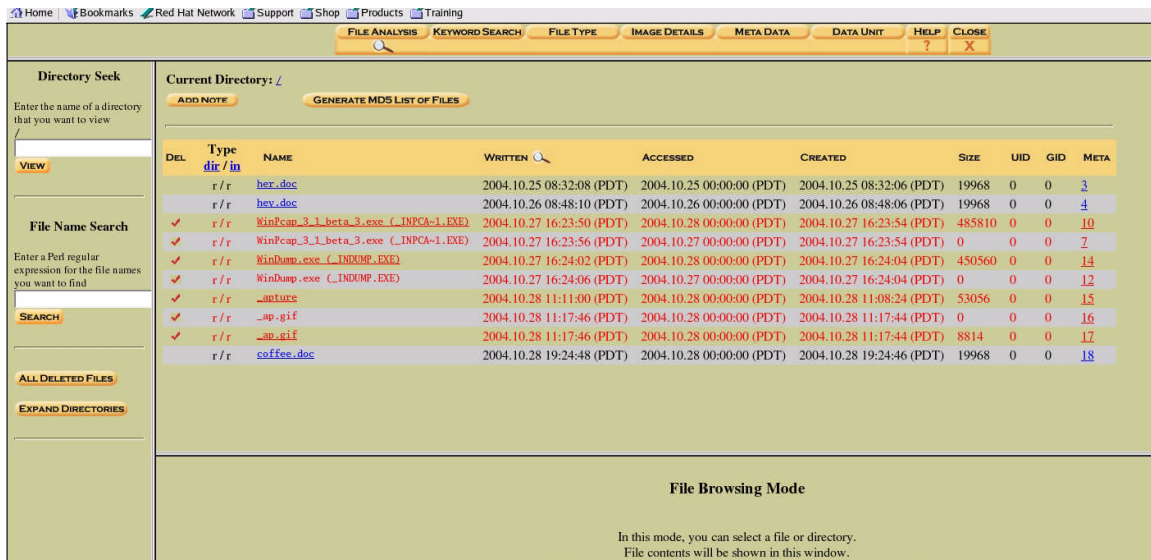 Home Bookmarks Red Hat Network Support Shop Products Training
FILE ANALYSIS KEYWORD SEARCH FILE TYPE IMAGE DETAILS META DATA DATA UNIT HELP CLOSE
? X
Directory Seek
Enter the name of a directory
that you want to view
/
VIEW
File Name Search
Enter a Perl regular
expression for the file names
you want to find
SEARCH
ALL DELETED FILES
EXPAND DIRECTORIES
Current Directory: /
ADD NOTE GENERATE MD5 LIST OF FILES
DEL Type dir / in NAME WRITTEN ACCESSED CREATED SIZE UID GID META
r / r her.doc 2004.10.25 08:32:08 (PDT) 2004.10.25 00:00:00 (PDT) 2004.10.25 08:32:06 (PDT) 19968 0 0 3
r / r hey.doc 2004.10.26 08:48:10 (PDT) 2004.10.26 00:00:00 (PDT) 2004.10.26 08:48:06 (PDT) 19968 0 0 4
r / r WinPcap_3_1_beta_3.exe (_INPCA~1.EXE) 2004.10.27 16:23:50 (PDT) 2004.10.28 00:00:00 (PDT) 2004.10.27 16:23:54 (PDT) 485810 0 0 10
r / r WinPcap_3_1_beta_3.exe (_INPCA~1.EXE) 2004.10.27 16:23:56 (PDT) 2004.10.27 00:00:00 (PDT) 2004.10.27 16:23:54 (PDT) 0 0 0 7
r / r WinDump.exe (_INDUMP.EXE) 2004.10.27 16:24:02 (PDT) 2004.10.28 00:00:00 (PDT) 2004.10.27 16:24:04 (PDT) 450560 0 0 14
r / r WinDump.exe (_INDUMP.EXE) 2004.10.27 16:24:06 (PDT) 2004.10.27 00:00:00 (PDT) 2004.10.27 16:24:04 (PDT) 0 0 0 12
r / r _apture 2004.10.28 11:11:00 (PDT) 2004.10.28 00:00:00 (PDT) 2004.10.28 11:08:24 (PDT) 53056 0 0 15
r / r _ap.gif 2004.10.28 11:17:46 (PDT) 2004.10.28 00:00:00 (PDT) 2004.10.28 11:17:44 (PDT) 0 0 0 16
r / r _ap.gif 2004.10.28 11:17:46 (PDT) 2004.10.28 00:00:00 (PDT) 2004.10.28 11:17:44 (PDT) 8814 0 0 17
r / r coffee.doc 2004.10.28 19:24:48 (PDT) 2004.10.28 00:00:00 (PDT) 2004.10.28 19:24:46 (PDT) 19968 0 0 18
File Browsing Mode
In this mode, you can select a file or directory.
File contents will be shown in this window.